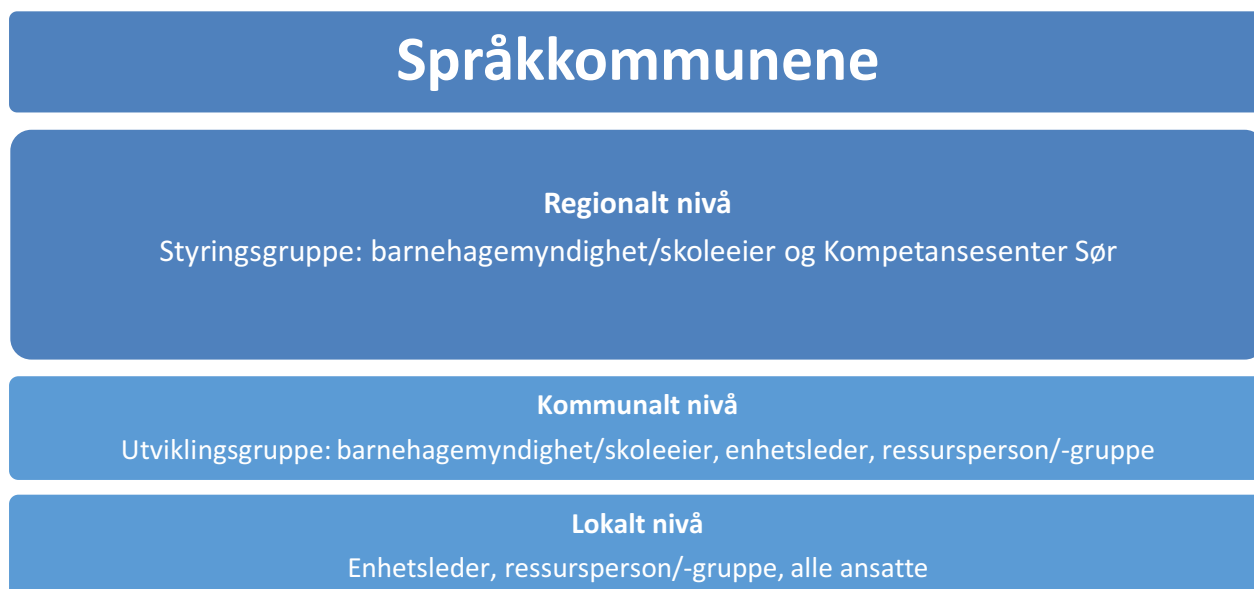 Språkkommunene
Regionalt nivå
Styringsgruppe: barnehagemyndighet/skoleeier og Kompetansesenter Sør
Kommunalt nivå
Utviklingsgruppe: barnehagemyndighet/skoleeier, enhetsleder, ressursperson/-gruppe
Lokalt nivå
Enhetsleder, ressursperson/-gruppe, alle ansatte